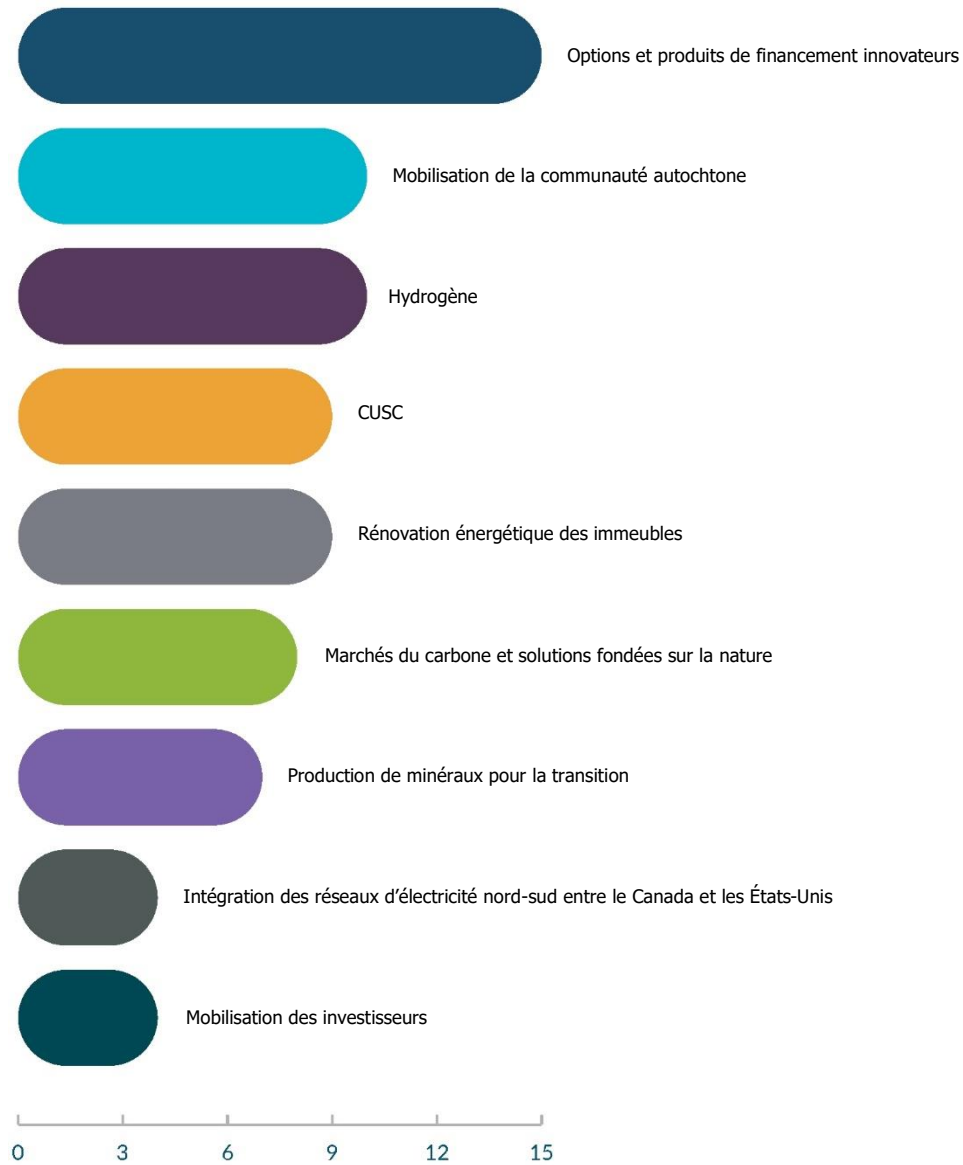 Options et produits de financement innovateurs
Mobilisation de la communauté autochtone
Hydrogène
CUSC
Rénovation énergétique des immeubles
Marchés du carbone et solutions fondées sur la nature
Production de minéraux pour la transition
Intégration des réseaux d’électricité nord-sud entre le Canada et les États-Unis
Mobilisation des investisseurs
0 3 6 9 12 15